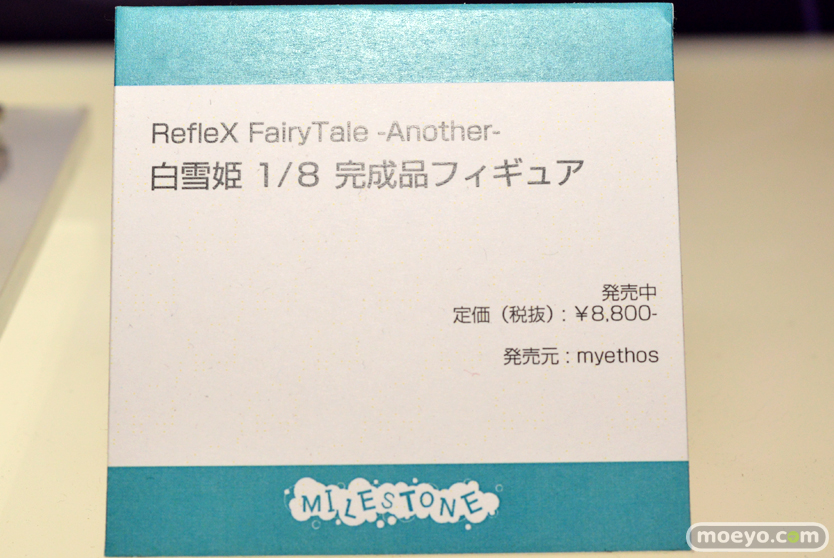 RefleX FairyTale -Another-
白雪姫 1/8 完成品フィギュア
発売中
定価（税抜）: ￥8,800-
発売元 : myethos
MILESTONE
moeyo.com